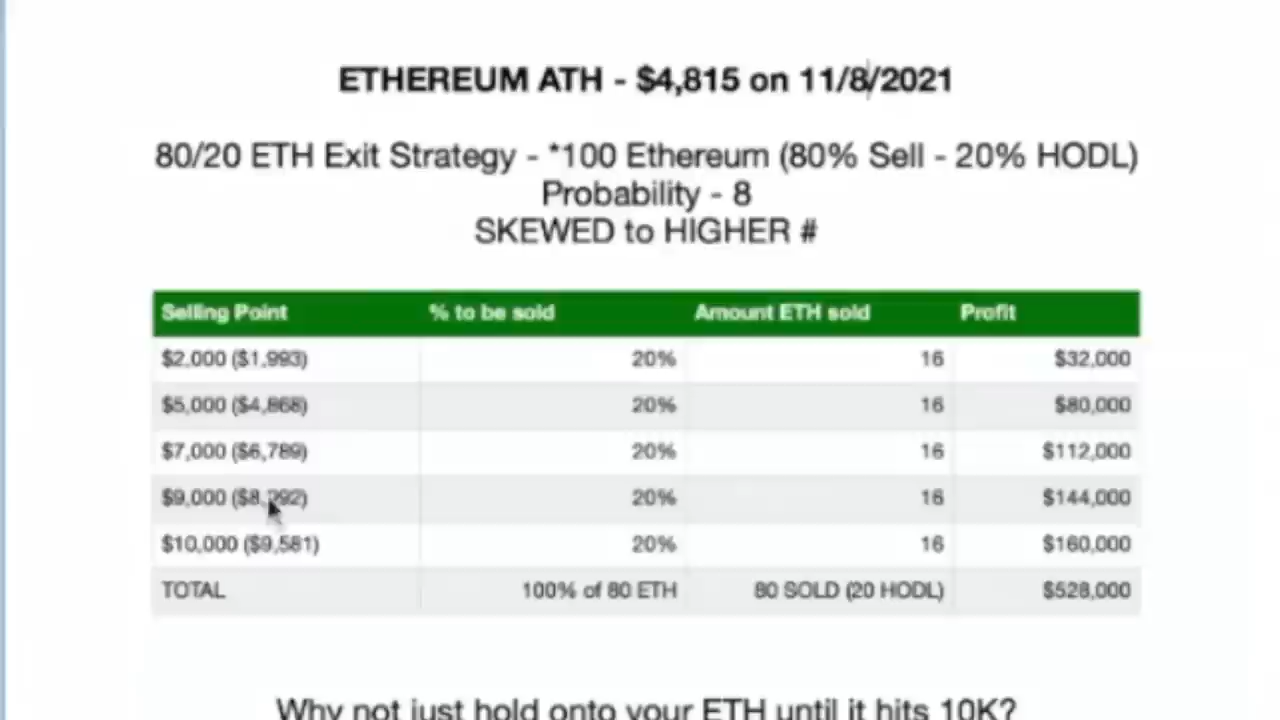 ETHEREUM ATH - $4,815 on 11/8/2021
80/20 ETH Exit Strategy - *100 Ethereum (80% Sell - 20% HODL)
Probability - 8
SKEWED to HIGHER #
Selling Point % to be sold Amount ETH sold Profit
$2,000 ($1,993) 20% 16 $32,000
$5,000 ($4,868) 20% 16 $80,000
$7,000 ($6,789) 20% 16 $112,000
$9,000 20% 16 $144,000
$10,000 ($9,581) 20% 16 $160,000
TOTAL 100% of 80 ETH 80 SOLD (20 HODL) $528,000
Why not just hold onto your ETH until it hits 10K?